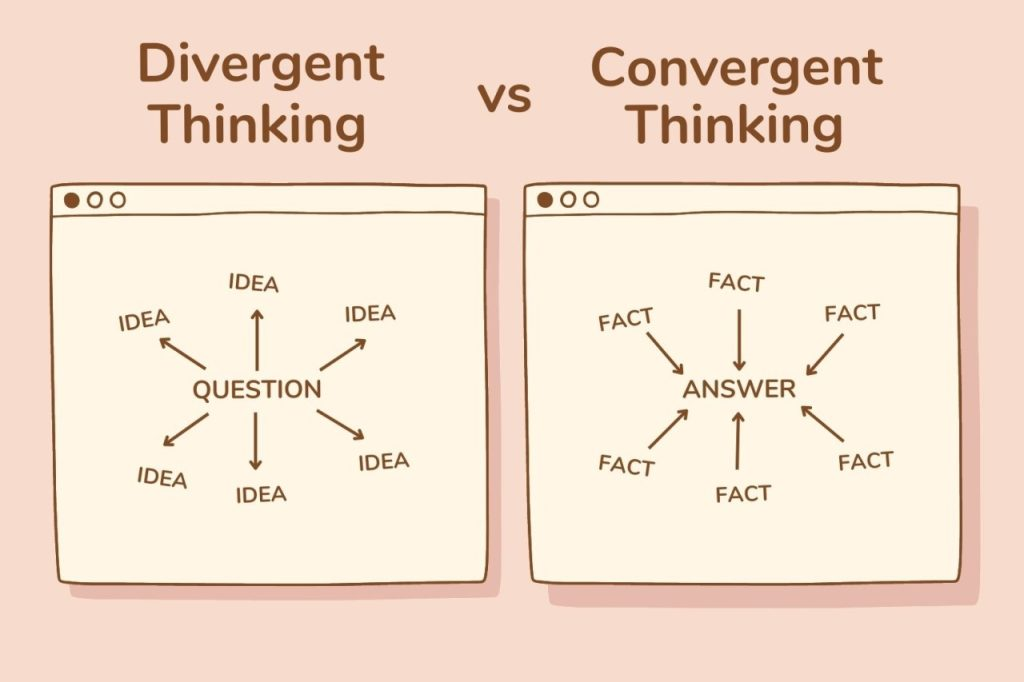 Divergent
Thinking
vs
Convergent
Thinking
IDEA
IDEA
IDEA
QUESTION
IDEA
IDEA
IDEA
FACT
FACT
FACT
ANSWER
FACT
FACT
FACT